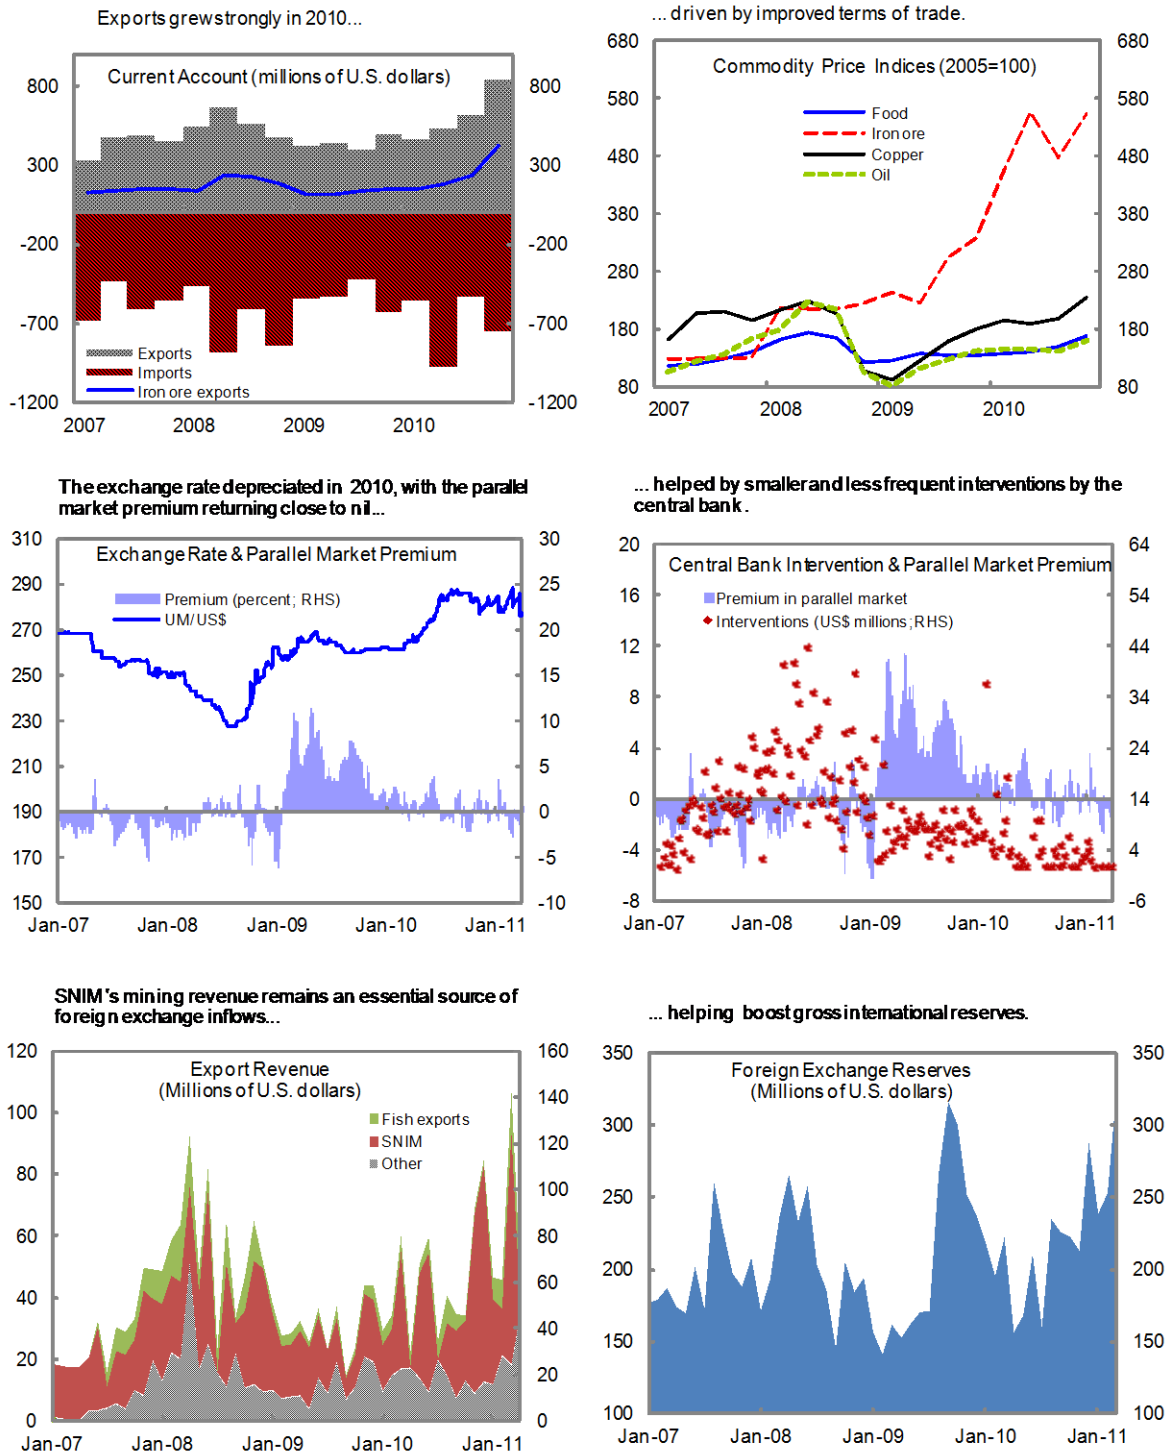 Exports grew strongly in 2010...
Current Account (millions of U.S. dollars)
800
300
-200
-700
-1200
800
300
-200
-700
-1200
Exports
Imports
Iron ore exports
2007 2008 2009 2010
... driven by improved terms of trade.
Commodity Price Indices (2005=100)
680
580
480
380
280
180
80
680
580
480
380
280
180
80
Food
Iron ore
Copper
Oil
2007 2008 2009 2010
The exchange rate depreciated in 2010, with the parallel
market premium returning close to nil...
Exchange Rate & Parallel Market Premium
310
290
270
250
230
210
190
170
150
30
25
20
15
10
5
0
-5
-10
Premium (percent; RHS)
UM/US$
Jan-07 Jan-08 Jan-09 Jan-10 Jan-11
... helped by smaller and less frequent interventions by the
central bank.
Central Bank Intervention & Parallel Market Premium
20
16
12
8
4
0
-4
-8
64
54
44
34
24
14
4
-6
Premium in parallel market
Interventions (US$ millions; RHS)
Jan-07 Jan-08 Jan-09 Jan-10 Jan-11
SNIM's mining revenue remains an essential source of
foreign exchange inflows...
Export Revenue
(Millions of U.S. dollars)
120
100
80
60
40
20
0
160
140
120
100
80
60
40
20
0
Fish exports
SNIM
Other
Jan-07 Jan-08 Jan-09 Jan-10 Jan-11
... helping boost gross international reserves.
Foreign Exchange Reserves
(Millions of U.S. dollars)
350
300
250
200
150
100
350
300
250
200
150
100
Jan-07 Jan-08 Jan-09 Jan-10 Jan-11